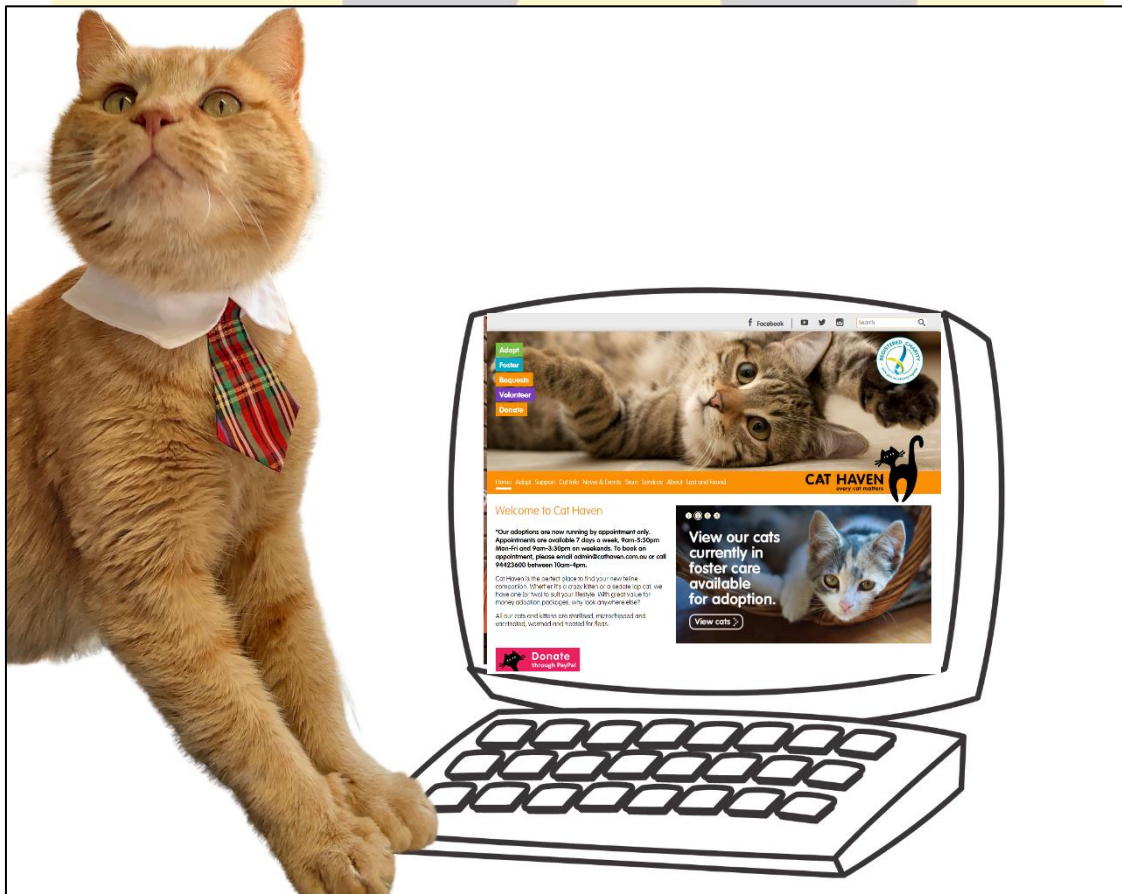 Facebook
Search
REGISTERED CHARITY
Adopt
Foster
Bequests
Volunteer
Donate
Home Adopt Support Cat Info News & Events Store Services About Lost and Found
CAT HAVEN
every cat matters
Welcome to Cat Haven
*Our adoptions are now running by appointment only.
Appointments are available 7 days a week, 9am-5:30pm
Mon-Fri and 9am-3:30pm on weekends. To book an
appointment, please email admin@cathaven.com.au or call
94423600 between 10am-4pm.
Cat Haven is the perfect place to find your new feline
companion. Whether it's a crazy kitten or a sedate lap cat, we
have one (or two) to suit your lifestyle. With great value for
money adoption packages, why look anywhere else?
All our cats and kittens are sterilised, microchipped and
vaccinated, wormed and treated for fleas.
1 2 3 4
View our cats
currently in
foster care
available
for adoption.
View cats
Donate
through PayPal